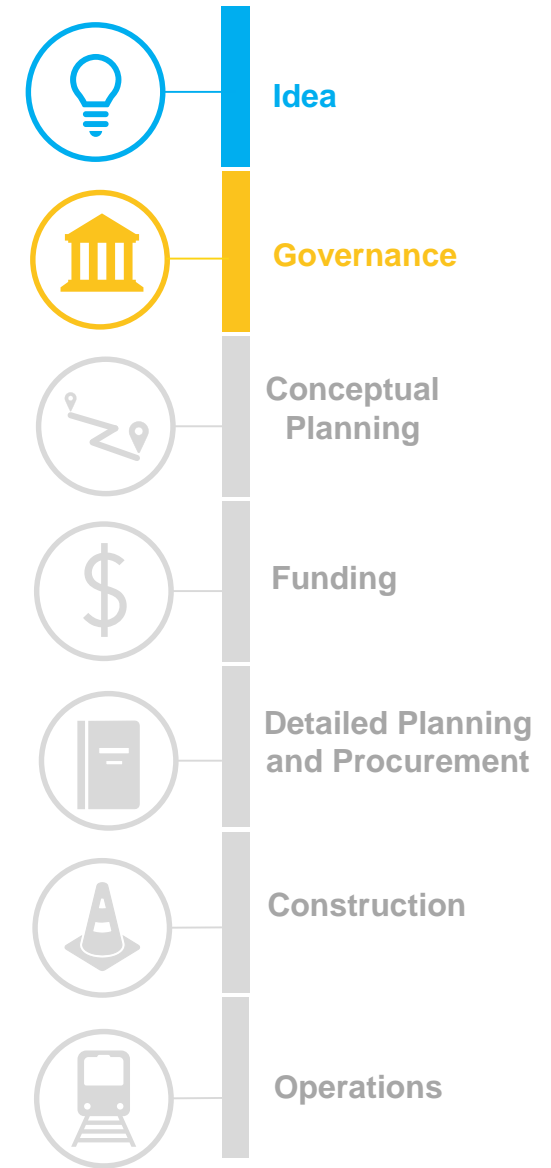 Idea
Governance
Conceptual
Planning
Funding
Detailed Planning
and Procurement
Construction
Operations